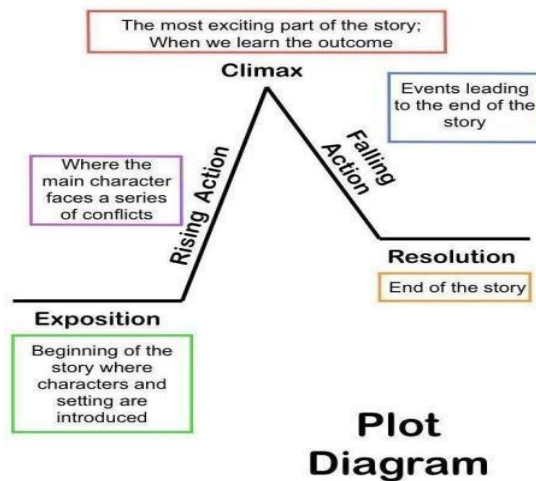 The most exciting part of the story;
When we learn the outcome
Climax
Events leading
to the end of the
story
Falling
Action
Where the
main character
faces a series
of conflicts
Rising Action
Resolution
End of the story
Exposition
Beginning of the
story where
characters and
setting are
introduced
Plot
Diagram